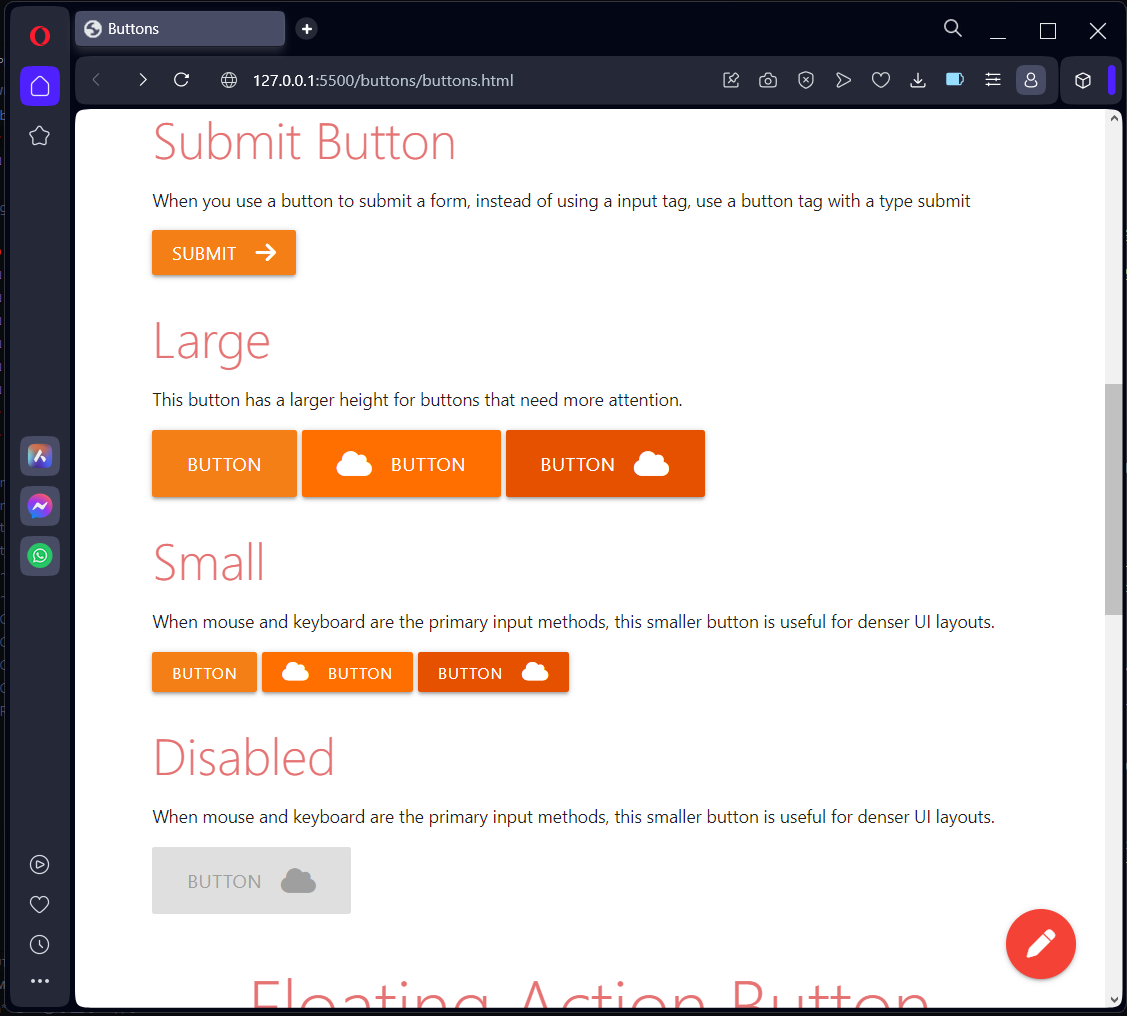 Buttons
127.0.0.1:5500/buttons/buttons.html
Submit Button
When you use a button to submit a form, instead of using a input tag, use a button tag with a type submit
SUBMIT
Large
This button has a larger height for buttons that need more attention.
BUTTON BUTTON BUTTON
Small
When mouse and keyboard are the primary input methods, this smaller button is useful for denser UI layouts.
BUTTON BUTTON BUTTON
Disabled
When mouse and keyboard are the primary input methods, this smaller button is useful for denser UI layouts.
BUTTON
Floating Action Button